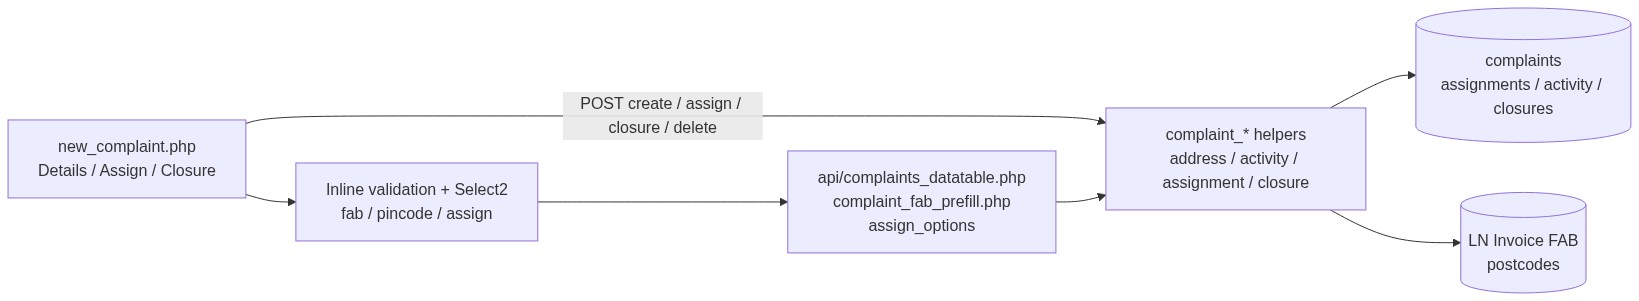 new_complaint.php
Details / Assign / Closure
Inline validation + Select2
fab / pincode / assign
POST create / assign /
closure / delete
api/complaints_datatable.php
complaint_fab_prefill.php
assign_options
complaint_* helpers
address / activity /
assignment / closure
complaints
assignments / activity /
closures
LN Invoice FAB
postcodes